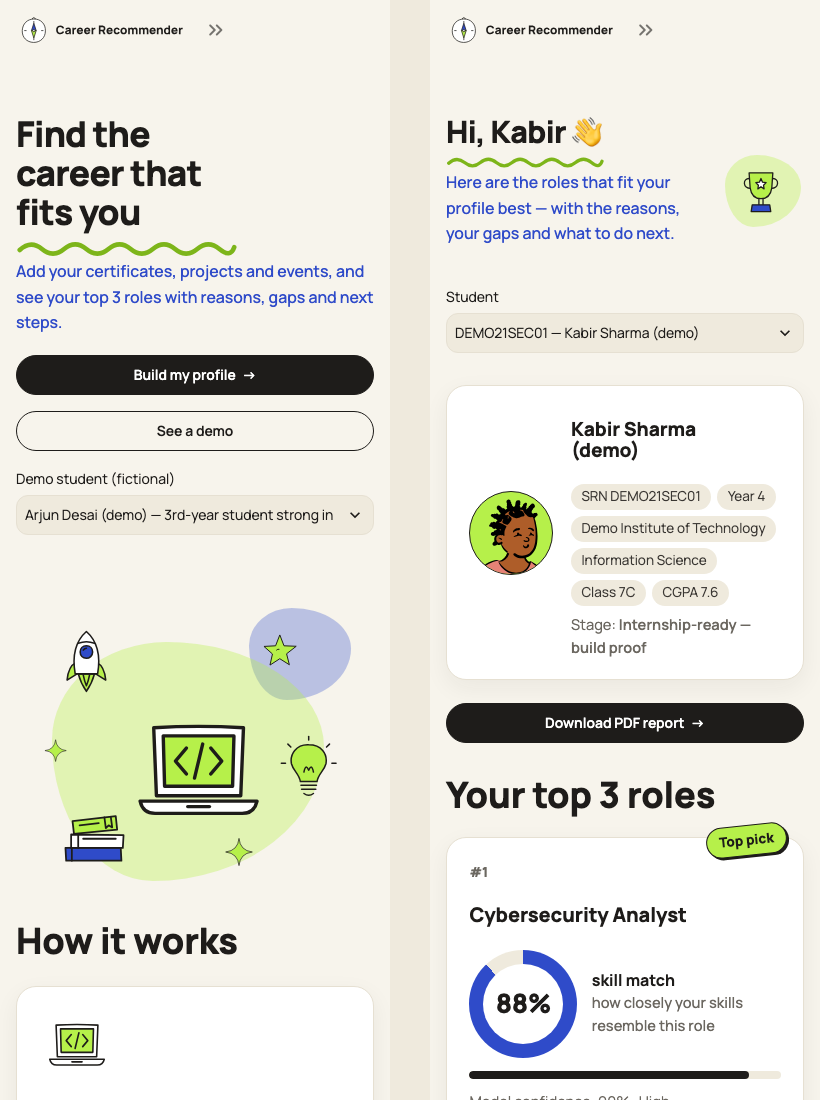 Career Recommender
Find the
career that
fits you
Add your certificates, projects and events, and
see your top 3 roles with reasons, gaps and next
steps.
Build my profile →
See a demo
Demo student (fictional)
Arjun Desai (demo) — 3rd-year student strong in
</>
How it works
</>
Career Recommender
Hi, Kabir 👋
Here are the roles that fit your
profile best — with the reasons,
your gaps and what to do next.
Student
DEMO21SEC01 — Kabir Sharma (demo)
Kabir Sharma
(demo)
SRN DEMO21SEC01
Year 4
Demo Institute of Technology
Information Science
Class 7C
CGPA 7.6
Stage: Internship-ready —
build proof
Download PDF report →
Your top 3 roles
Top pick
#1
Cybersecurity Analyst
88%
skill match
how closely your skills
resemble this role